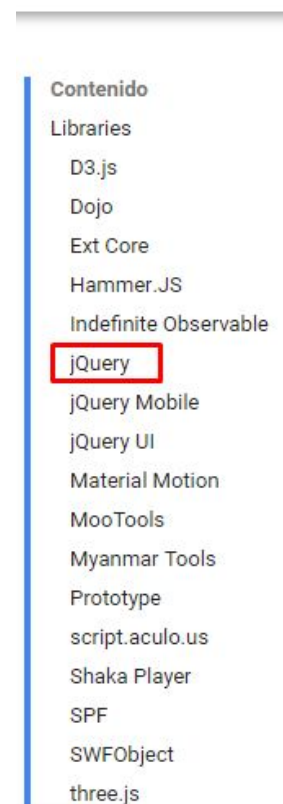 Contenido
Libraries
D3.js
Dojo
Ext Core
Hammer.JS
Indefinite Observable
jQuery
jQuery Mobile
jQuery UI
Material Motion
MooTools
Myanmar Tools
Prototype
script.aculo.us
Shaka Player
SPF
SWFObject
three.js